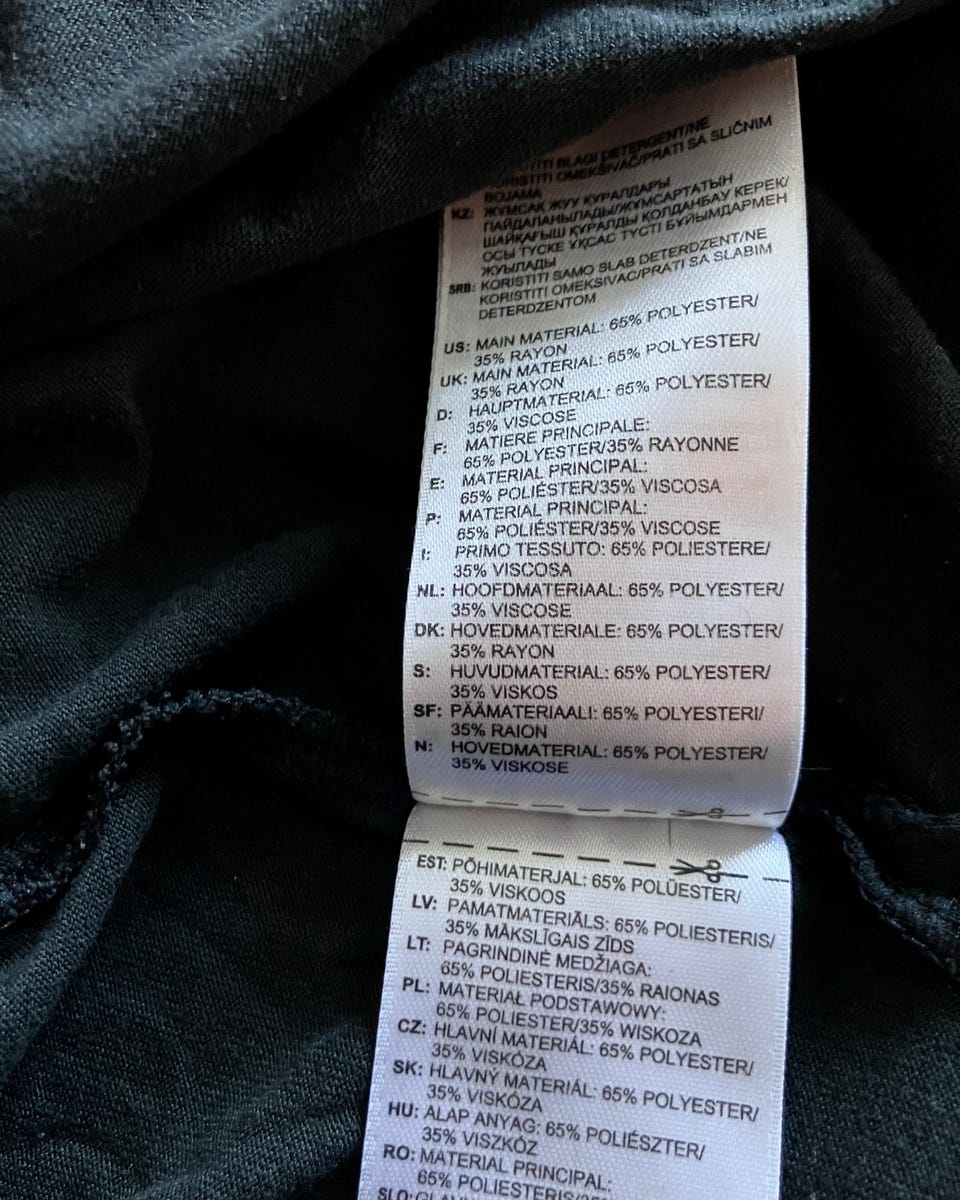 BLAGI DETERGENT/NE
KORISTITI OMEKSIVAC/PRATI SA SLIČNIM
BOJAMA
KZ: ЖҰМСАК ЖУУ ҚҰРАЛДАРЫ
ПАЙДАЛАНЫЛАДЫ/ЖҰМСАРТАТЫН
ШАЙҚАҒЫШ ҚҰРАЛДЫ ҚОЛДАНБАУ КЕРЕК/
ОСЫ ТҮСКЕ ҰҚСАС ТҮСТІ БҰЙЫМДАРМЕН
ЖУЫЛАДЫ
SRB: KORISTITI SAMO SLAB DETERDZENT/NE
KORISTITI OMEKSIVAC/PRATI SA SLABIM
DETERDZENTOM
US: MAIN MATERIAL: 65% POLYESTER/
35% RAYON
UK: MAIN MATERIAL: 65% POLYESTER/
35% RAYON
D: HAUPTMATERIAL: 65% POLYESTER/
35% VISCOSE
F: MATIERE PRINCIPALE:
65% POLYESTER/35% RAYONNE
E: MATERIAL PRINCIPAL:
65% POLIÉSTER/35% VISCOSA
P: MATERIAL PRINCIPAL:
65% POLIÉSTER/35% VISCOSE
I: PRIMO TESSUTO: 65% POLIESTERE/
35% VISCOSA
NL: HOOFDMATERIAAL: 65% POLYESTER/
35% VISCOSE
DK: HOVEDMATERIALE: 65% POLYESTER/
35% RAYON
S: HUVUDMATERIAL: 65% POLYESTER/
35% VISKOS
SF: PÄÄMATERIAALI: 65% POLYESTERI/
35% RAION
N: HOVEDMATERIAL: 65% POLYESTER/
35% VISKOSE
EST: PÕHIMATERJAL: 65% POLÜESTER/
35% VISKOOS
LV: PAMATMATERIĀLS: 65% POLIESTERIS/
35% MĀKSLĪGAIS ZĪDS
LT: PAGRINDINĖ MEDŽIAGA:
65% POLIESTERIS/35% RAIONAS
PL: MATERIAŁ PODSTAWOWY:
65% POLIESTER/35% WISKOZA
CZ: HLAVNÍ MATERIÁL: 65% POLYESTER/
35% VISKÓZA
SK: HLAVNÝ MATERIÁL: 65% POLYESTER/
35% VISKÓZA
HU: ALAP ANYAG: 65% POLIÉSZTER/
35% VISZKÓZ
RO: MATERIAL PRINCIPAL:
65% POLIESTERIS/35%
SLO: